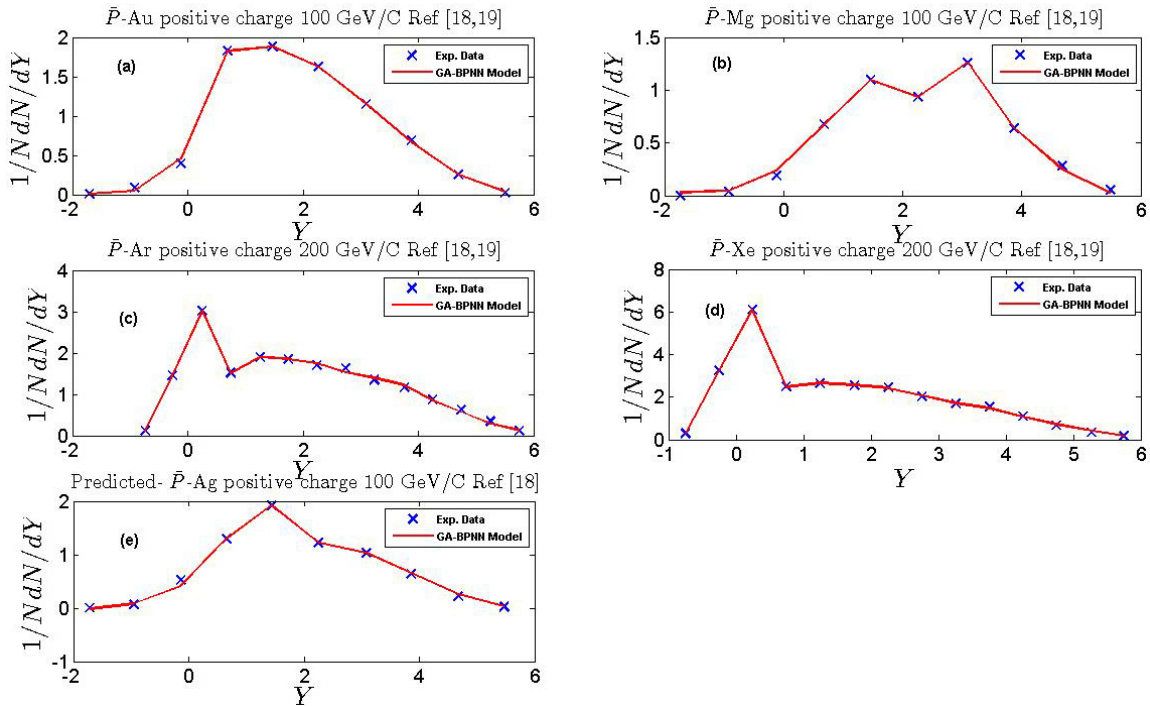 P̄-Au positive charge 100 GeV/C Ref [18,19]
1/NdN/dY
2
1.5
1
0.5
0
(a)
Exp. Data
GA-BPNN Model
-2 0 2 4 6
Y
P̄-Mg positive charge 100 GeV/C Ref [18,19]
1/NdN/dY
1.5
1
0.5
0
(b)
Exp. Data
GA-BPNN Model
-2 0 2 4 6
Y
P̄-Ar positive charge 200 GeV/C Ref [18,19]
1/NdN/dY
4
3
2
1
0
(c)
Exp. Data
GA-BPNN Model
-2 0 2 4 6
Y
P̄-Xe positive charge 200 GeV/C Ref [18,19]
1/NdN/dY
8
6
4
2
0
(d)
Exp. Data
GA-BPNN Model
-1 0 1 2 3 4 5 6
Y
Predicted- P̄-Ag positive charge 100 GeV/C Ref [18]
1/NdN/dY
2
1
0
-1
(e)
Exp. Data
GA-BPNN Model
-2 0 2 4 6
Y